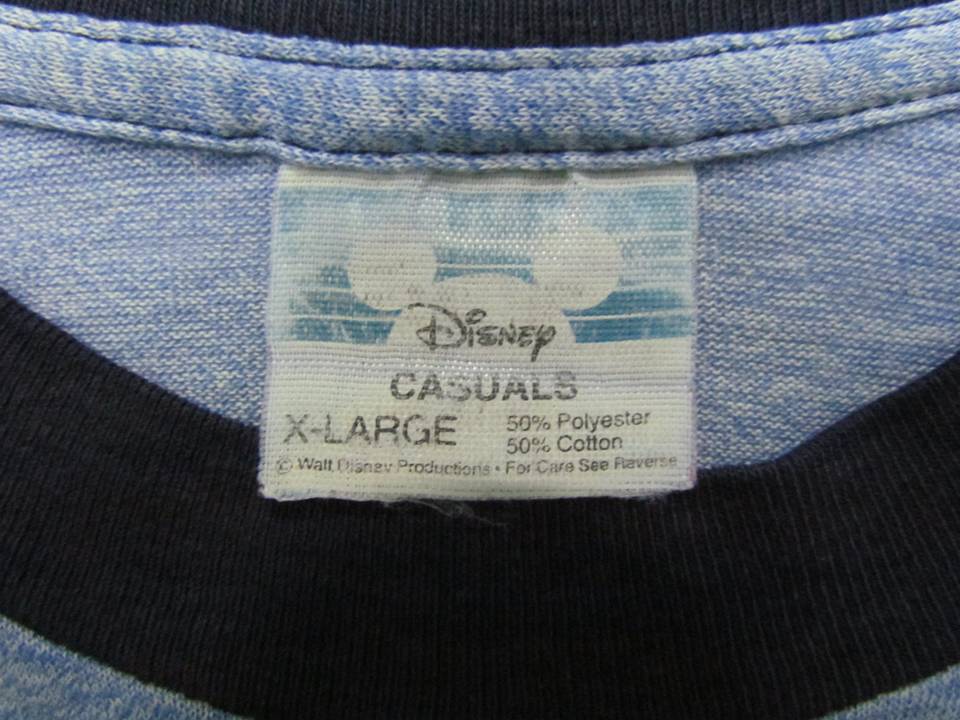 Disney
CASUALS
X-LARGE
50% Polyester
50% Cotton
© Walt Disney Productions • For Care See Reverse